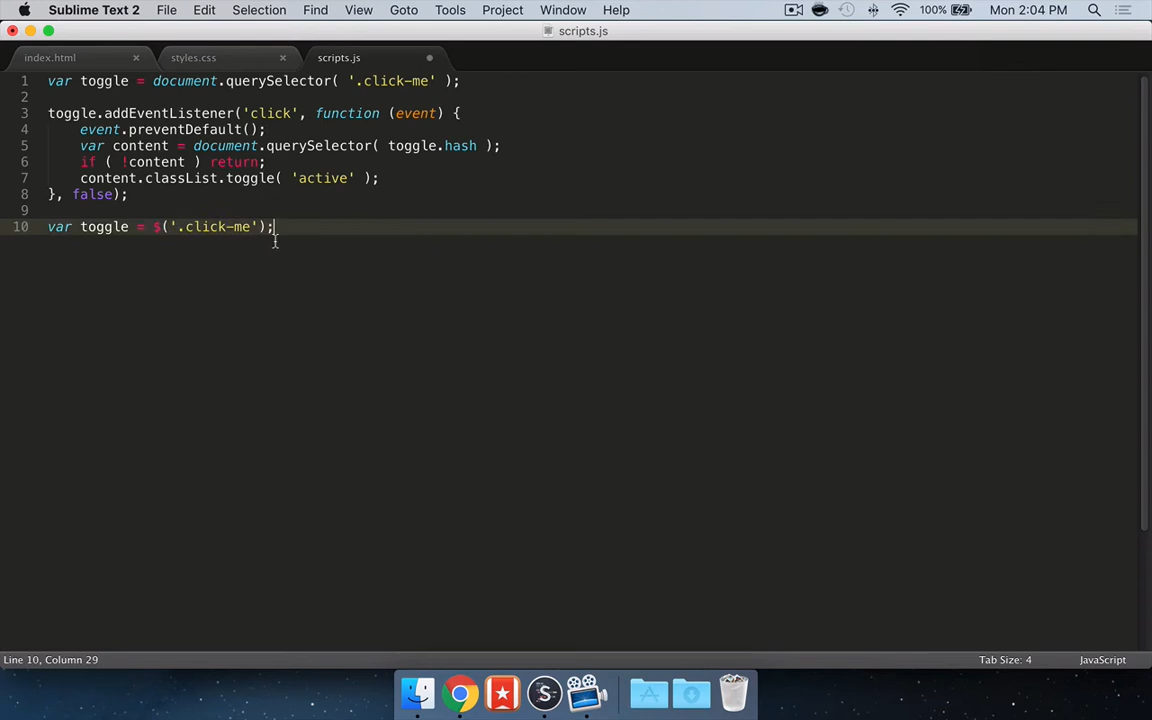 Sublime Text 2 File Edit Selection Find View Goto Tools Project Window Help 100% Mon 2:04 PM
scripts.js
index.html × styles.css × scripts.js
1 var toggle = document.querySelector( '.click-me' );
2
3 toggle.addEventListener('click', function (event) {
4 event.preventDefault();
5 var content = document.querySelector( toggle.hash );
6 if ( !content ) return;
7 content.classList.toggle( 'active' );
8 }, false);
9
10 var toggle = $('.click-me');
Line 10, Column 29 Tab Size: 4 JavaScript